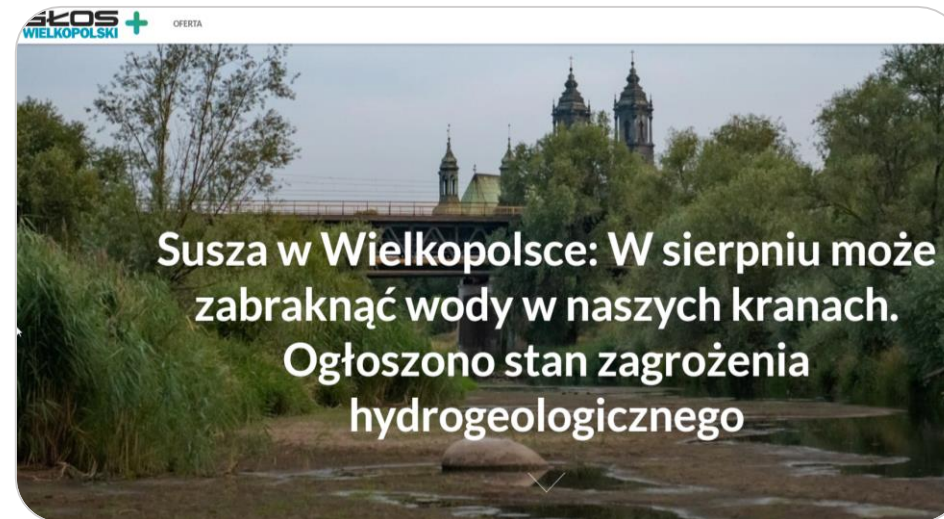 GŁOS
WIELKOPOLSKI
OFERTA
Susza w Wielkopolsce: W sierpniu może
zabraknąć wody w naszych kranach.
Ogłoszono stan zagrożenia
hydrogeologicznego